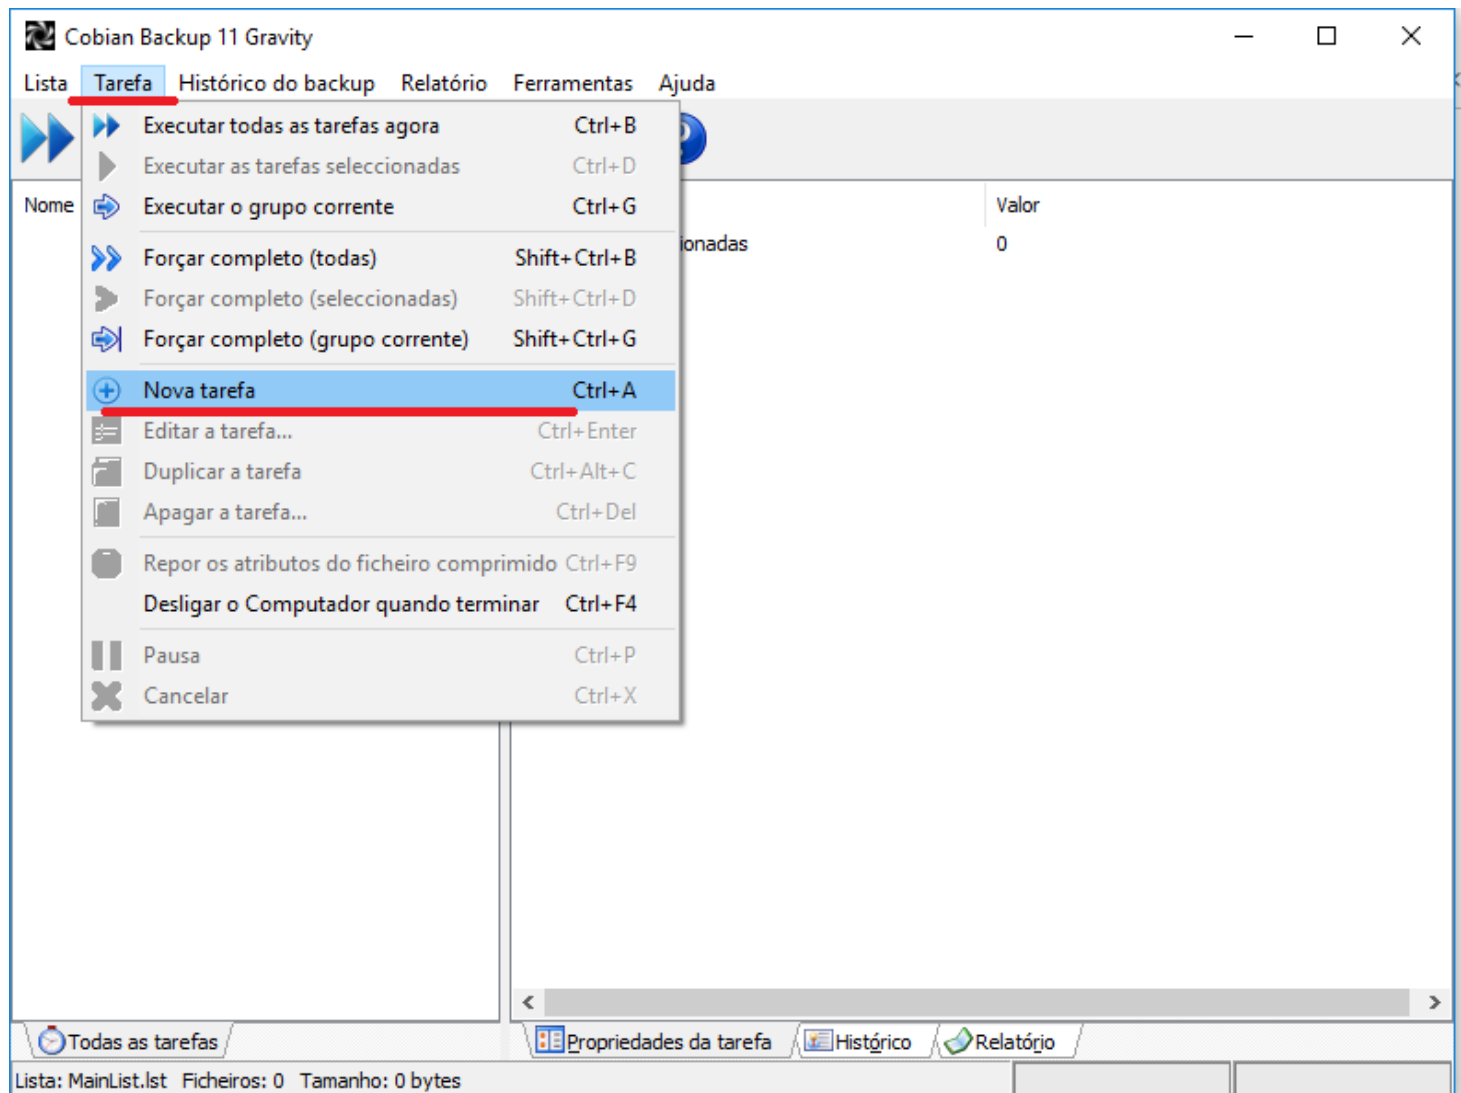 Cobian Backup 11 Gravity
Lista Tarefa Histórico do backup Relatório Ferramentas Ajuda
Executar todas as tarefas agora Ctrl+B
Executar as tarefas seleccionadas Ctrl+D
Nome Executar o grupo corrente Ctrl+G Valor
Forçar completo (todas) Shift+Ctrl+B ionadas 0
Forçar completo (seleccionadas) Shift+Ctrl+D
Forçar completo (grupo corrente) Shift+Ctrl+G
Nova tarefa Ctrl+A
Editar a tarefa... Ctrl+Enter
Duplicar a tarefa Ctrl+Alt+C
Apagar a tarefa... Ctrl+Del
Repor os atributos do ficheiro comprimido Ctrl+F9
Desligar o Computador quando terminar Ctrl+F4
Pausa Ctrl+P
Cancelar Ctrl+X
Todas as tarefas Propriedades da tarefa Histórico Relatório
Lista: MainList.lst Ficheiros: 0 Tamanho: 0 bytes